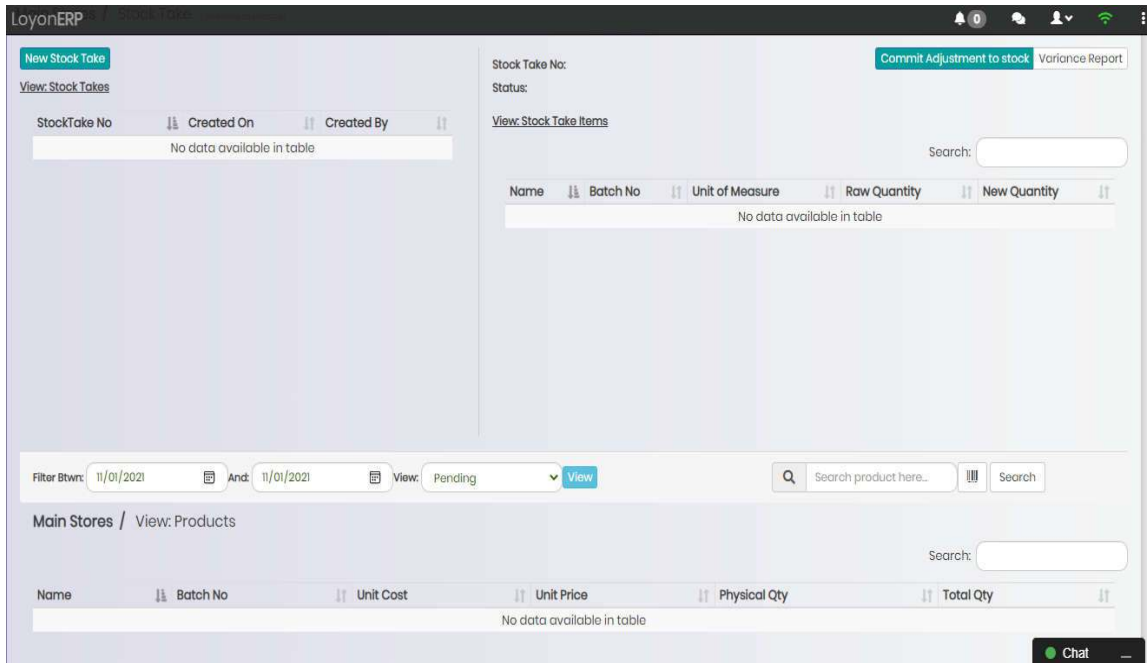 LoyonERP
Main Stores / Stock Take
0
New Stock Take
View: Stock Takes
StockTake No Created On Created By
No data available in table
Stock Take No:
Status:
Commit Adjustment to stock Variance Report
View: Stock Take Items
Search:
Name Batch No Unit of Measure Raw Quantity New Quantity
No data available in table
Filter Btwn: 11/01/2021 And: 11/01/2021 View: Pending View
Search product here... Search
Main Stores / View: Products
Search:
Name Batch No Unit Cost Unit Price Physical Qty Total Qty
No data available in table
Chat